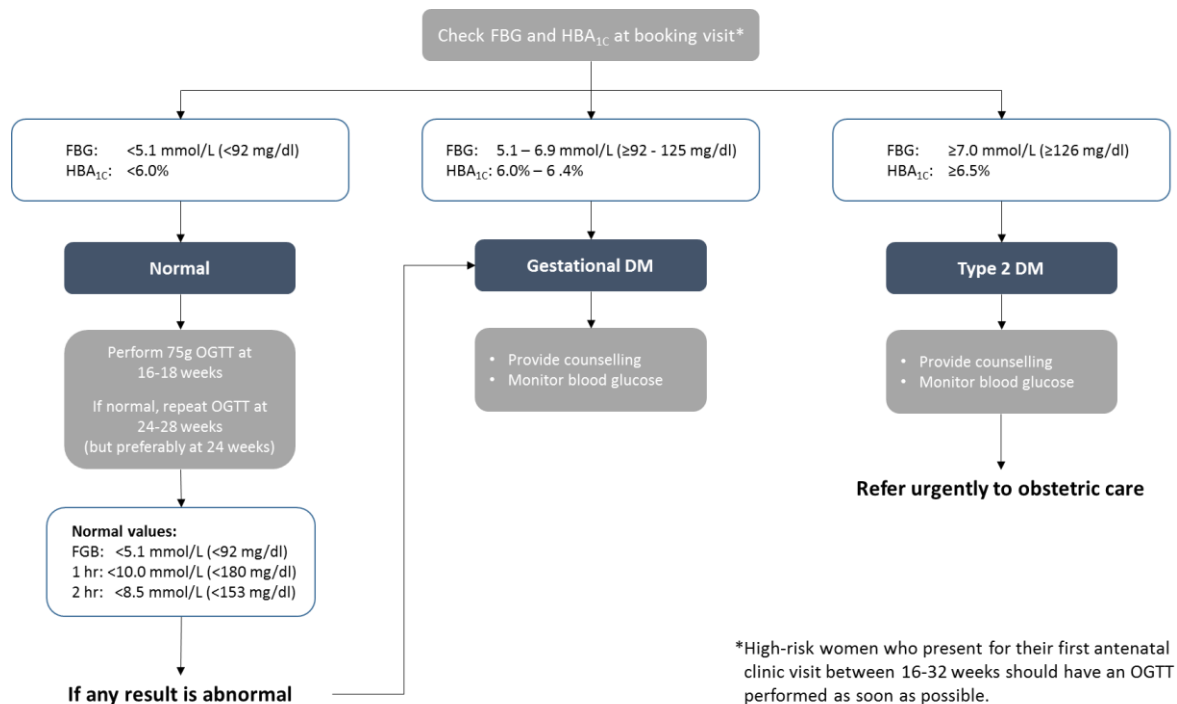 Check FBG and HBA1C at booking visit*
FBG: <5.1 mmol/L (<92 mg/dl)
HBA1C: <6.0%
FBG: 5.1 – 6.9 mmol/L (≥92 - 125 mg/dl)
HBA1C: 6.0% – 6 .4%
FBG: ≥7.0 mmol/L (≥126 mg/dl)
HBA1C: ≥6.5%
Normal
Gestational DM
Type 2 DM
Perform 75g OGTT at
16-18 weeks
If normal, repeat OGTT at
24-28 weeks
(but preferably at 24 weeks)
• Provide counselling
• Monitor blood glucose
• Provide counselling
• Monitor blood glucose
Refer urgently to obstetric care
Normal values:
FGB: <5.1 mmol/L (<92 mg/dl)
1 hr: <10.0 mmol/L (<180 mg/dl)
2 hr: <8.5 mmol/L (<153 mg/dl)
If any result is abnormal
*High-risk women who present for their first antenatal
clinic visit between 16-32 weeks should have an OGTT
performed as soon as possible.